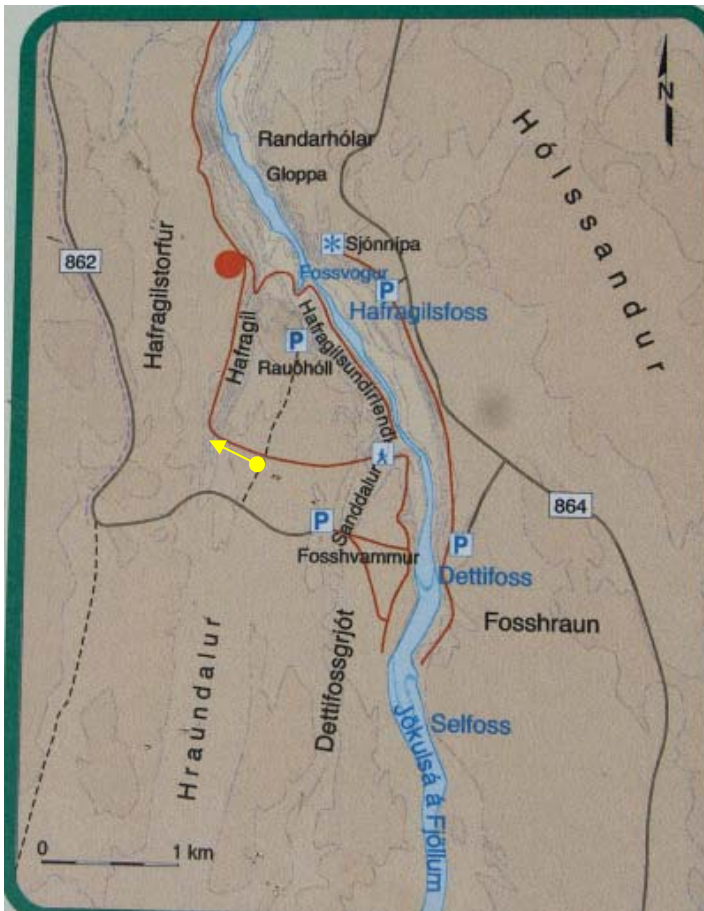 N
Hólssandur
Randarhólar
Gloppa
Sjónnípa
862
Fossvogur
P
Hafragilsfoss
Hafragilstorfur
Hafragil
P
Rauðhóll
Hafragilsundirlendi
Sanddalur
864
P
Fosshvammur
P
Dettifoss
Fosshraun
Dettifossgrjót
Hraundalur
Selfoss
Jökulsá á Fjöllum
0 1 km